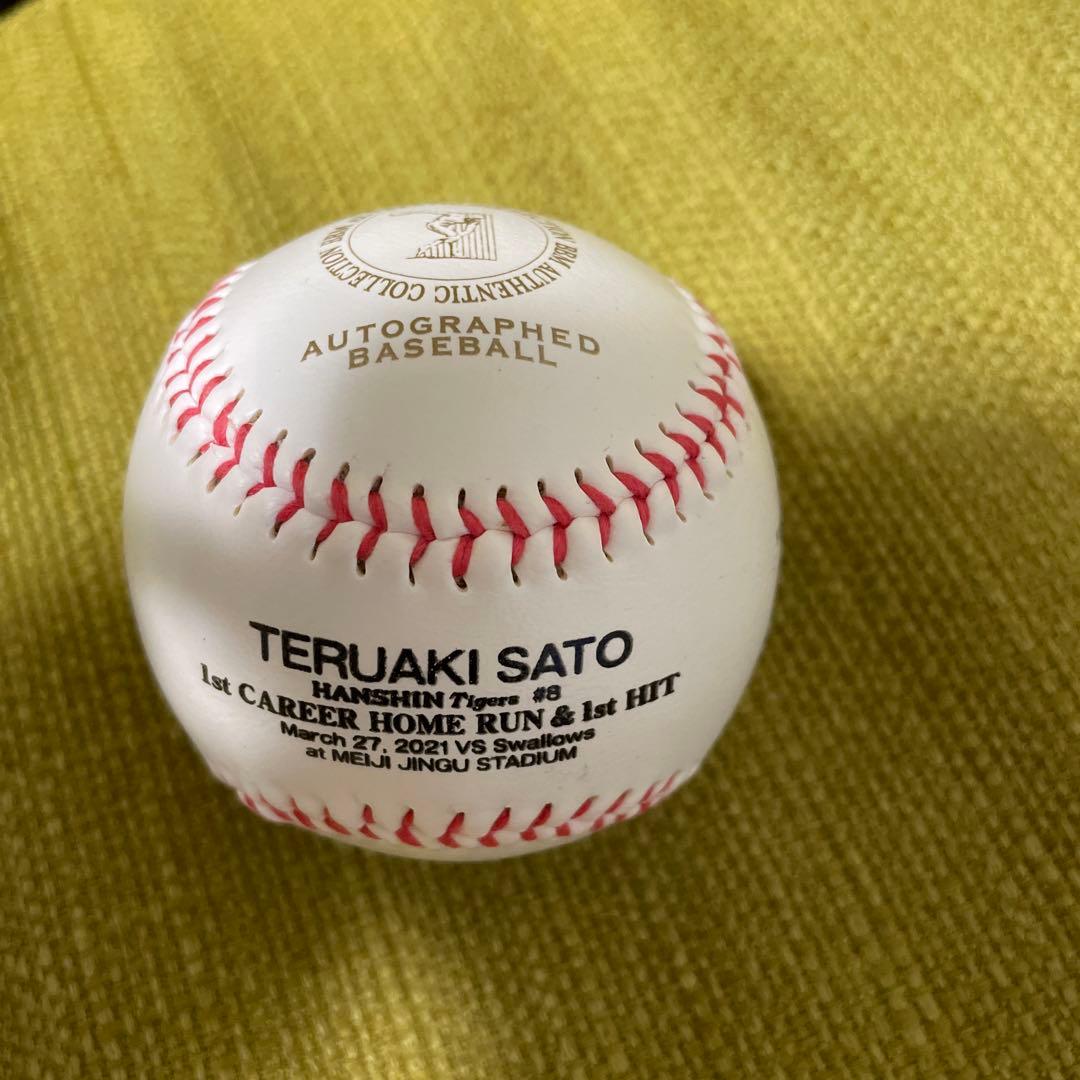 BBM AUTHENTIC COLLECTION
AUTOGRAPHED
BASEBALL
TERUAKI SATO
HANSHIN Tigers #8
1st CAREER HOME RUN & 1st HIT
March 27, 2021 VS Swallows
at MEIJI JINGU STADIUM